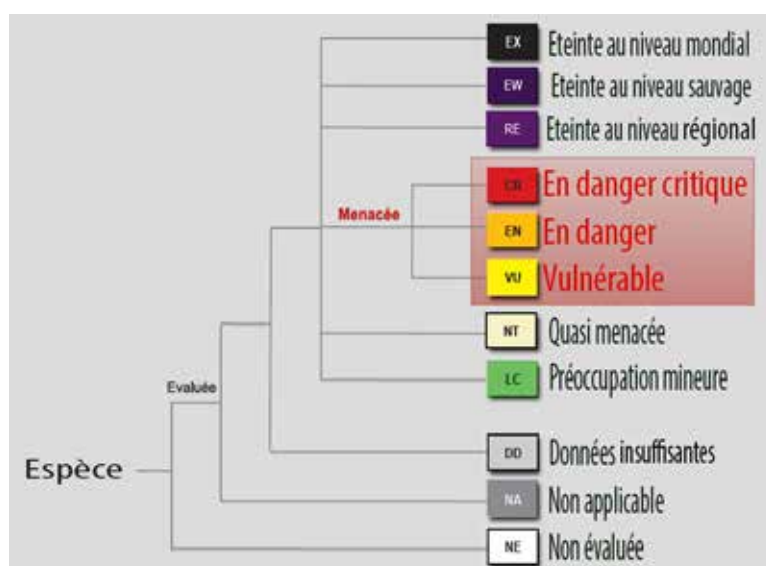 EX Eteinte au niveau mondial
EW Eteinte au niveau sauvage
RE Eteinte au niveau régional
CR En danger critique
Menacée
EN En danger
VU Vulnérable
NT Quasi menacée
LC Préoccupation mineure
Evaluée
DD Données insuffisantes
Espèce
NA Non applicable
NE Non évaluée